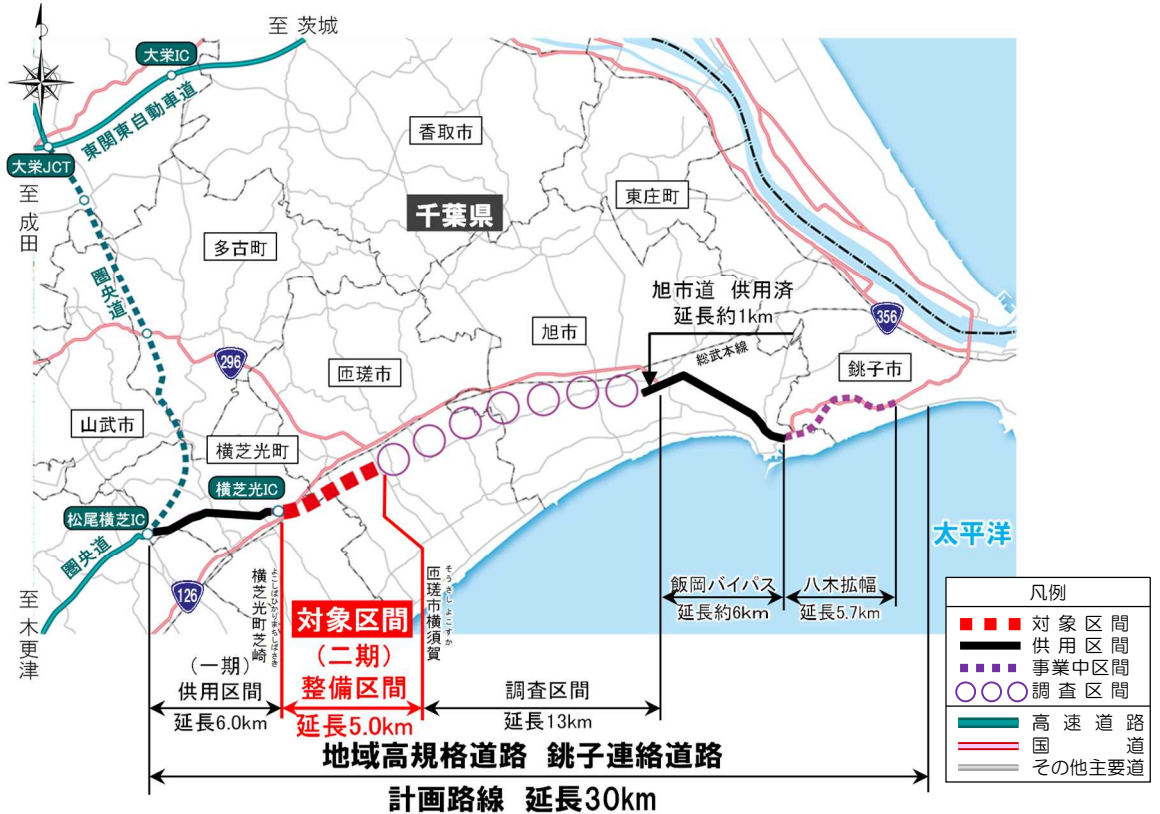 至 茨城
大栄IC
東関東自動車道
大栄JCT
至成田
香取市
東庄町
千葉県
多古町
圏央道
旭市道 供用済
延長約1km
356
旭市
総武本線
銚子市
296
匝瑳市
山武市
横芝光町
横芝光IC
松尾横芝IC
圏央道
太平洋
126
至木更津
横芝光町芝崎
よこしばひかりまちしばさき
匝瑳市横須賀
そうさしよこすか
飯岡バイパス
延長約6km
八木拡幅
延長5.7km
対象区間
(一期)
供用区間
延長6.0km
(二期)
整備区間
延長5.0km
調査区間
延長13km
地域高規格道路 銚子連絡道路
計画路線 延長30km
凡例
対象区間
供用区間
事業中区間
調査区間
高速道路
国道
その他主要道